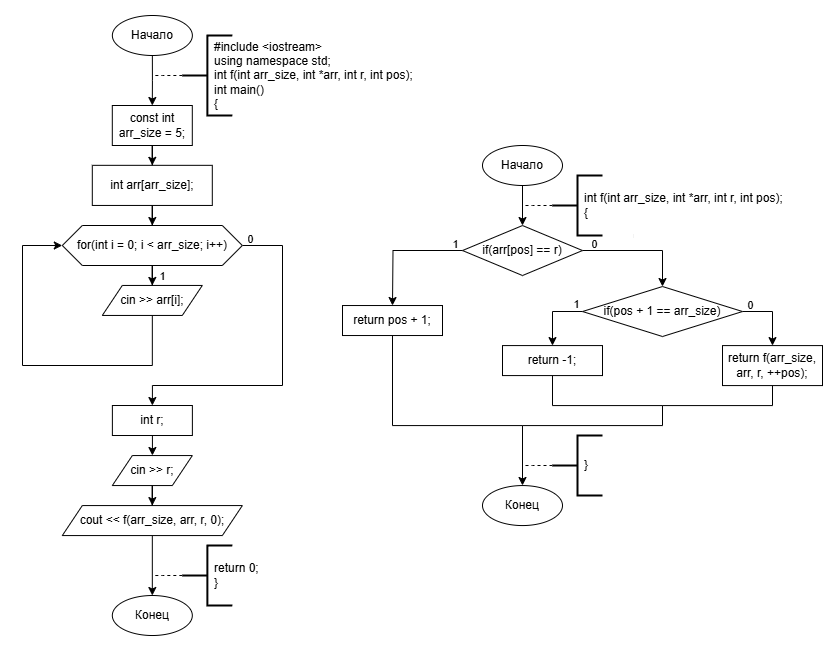 Начало
#include <iostream>
using namespace std;
int f(int arr_size, int *arr, int r, int pos);
int main()
{
const int
arr_size = 5;
int arr[arr_size];
for(int i = 0; i < arr_size; i++)
0
1
cin >> arr[i];
int r;
cin >> r;
cout << f(arr_size, arr, r, 0);
return 0;
}
Конец
Начало
int f(int arr_size, int *arr, int r, int pos);
{
if(arr[pos] == r)
1
0
return pos + 1;
if(pos + 1 == arr_size)
1
0
return -1;
return f(arr_size,
arr, r, ++pos);
}
Конец